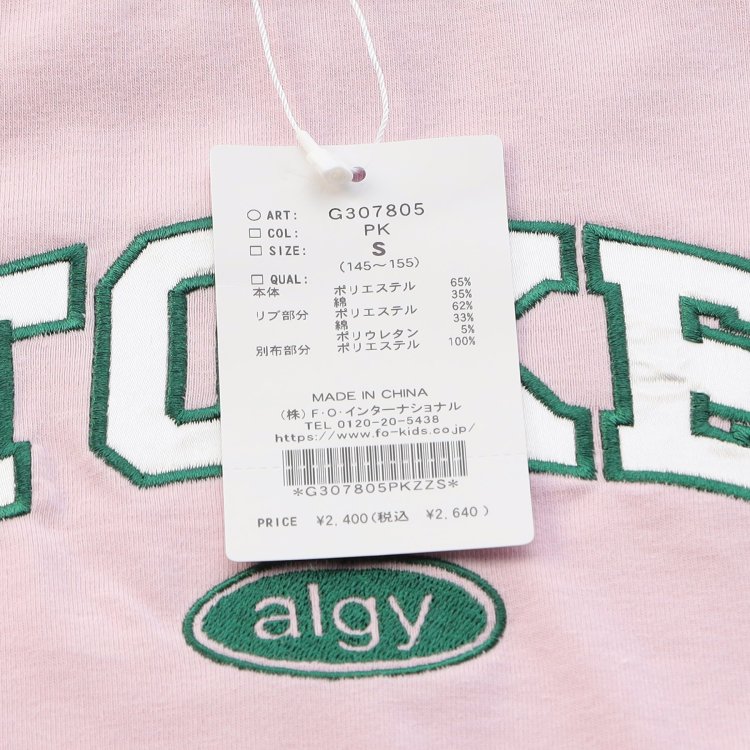 ○ ART: G307805
□ COL: PK
□ SIZE: S
(145~155)
□ QUAL:
本体 ポリエステル 65%
綿 35%
リブ部分 ポリエステル 62%
綿 33%
ポリウレタン 5%
別布部分 ポリエステル 100%
MADE IN CHINA
(株)F・O・インターナショナル
TEL 0120-20-5438
https://www.fo-kids.co.jp/
*G307805PKZZS*
PRICE ¥2,400(税込 ¥2,640)
algy